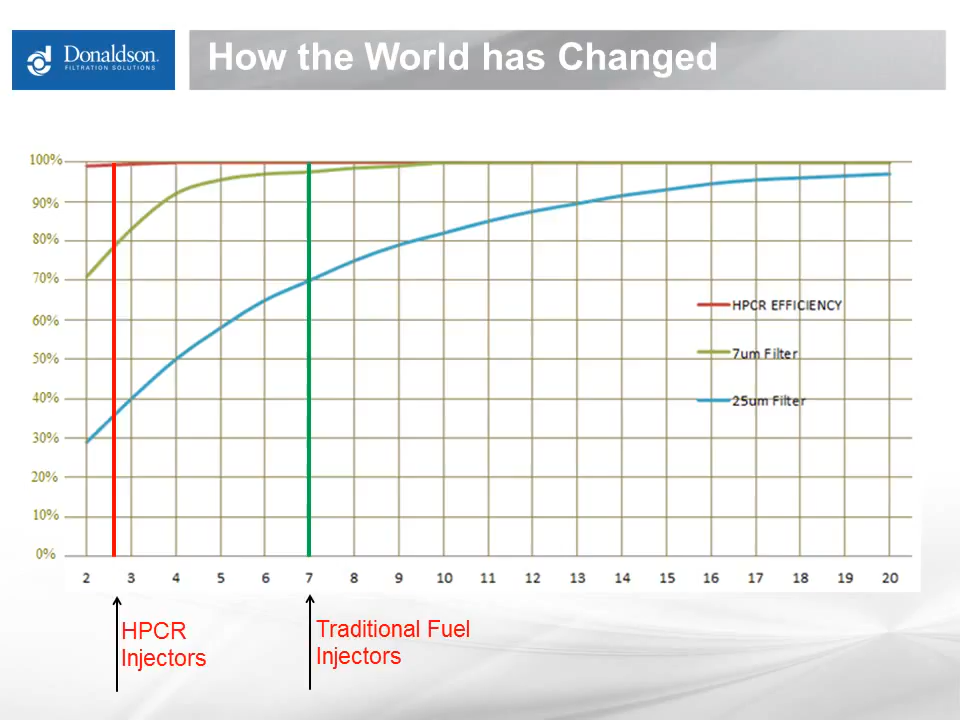 Donaldson.
FILTRATION SOLUTIONS
How the World has Changed
100%
90%
80%
70%
60%
50%
40%
30%
20%
10%
0%
HPCR EFFICIENCY
7um Filter
25um Filter
2 3 4 5 6 7 8 9 10 11 12 13 14 15 16 17 18 19 20
HPCR
Injectors
Traditional Fuel
Injectors